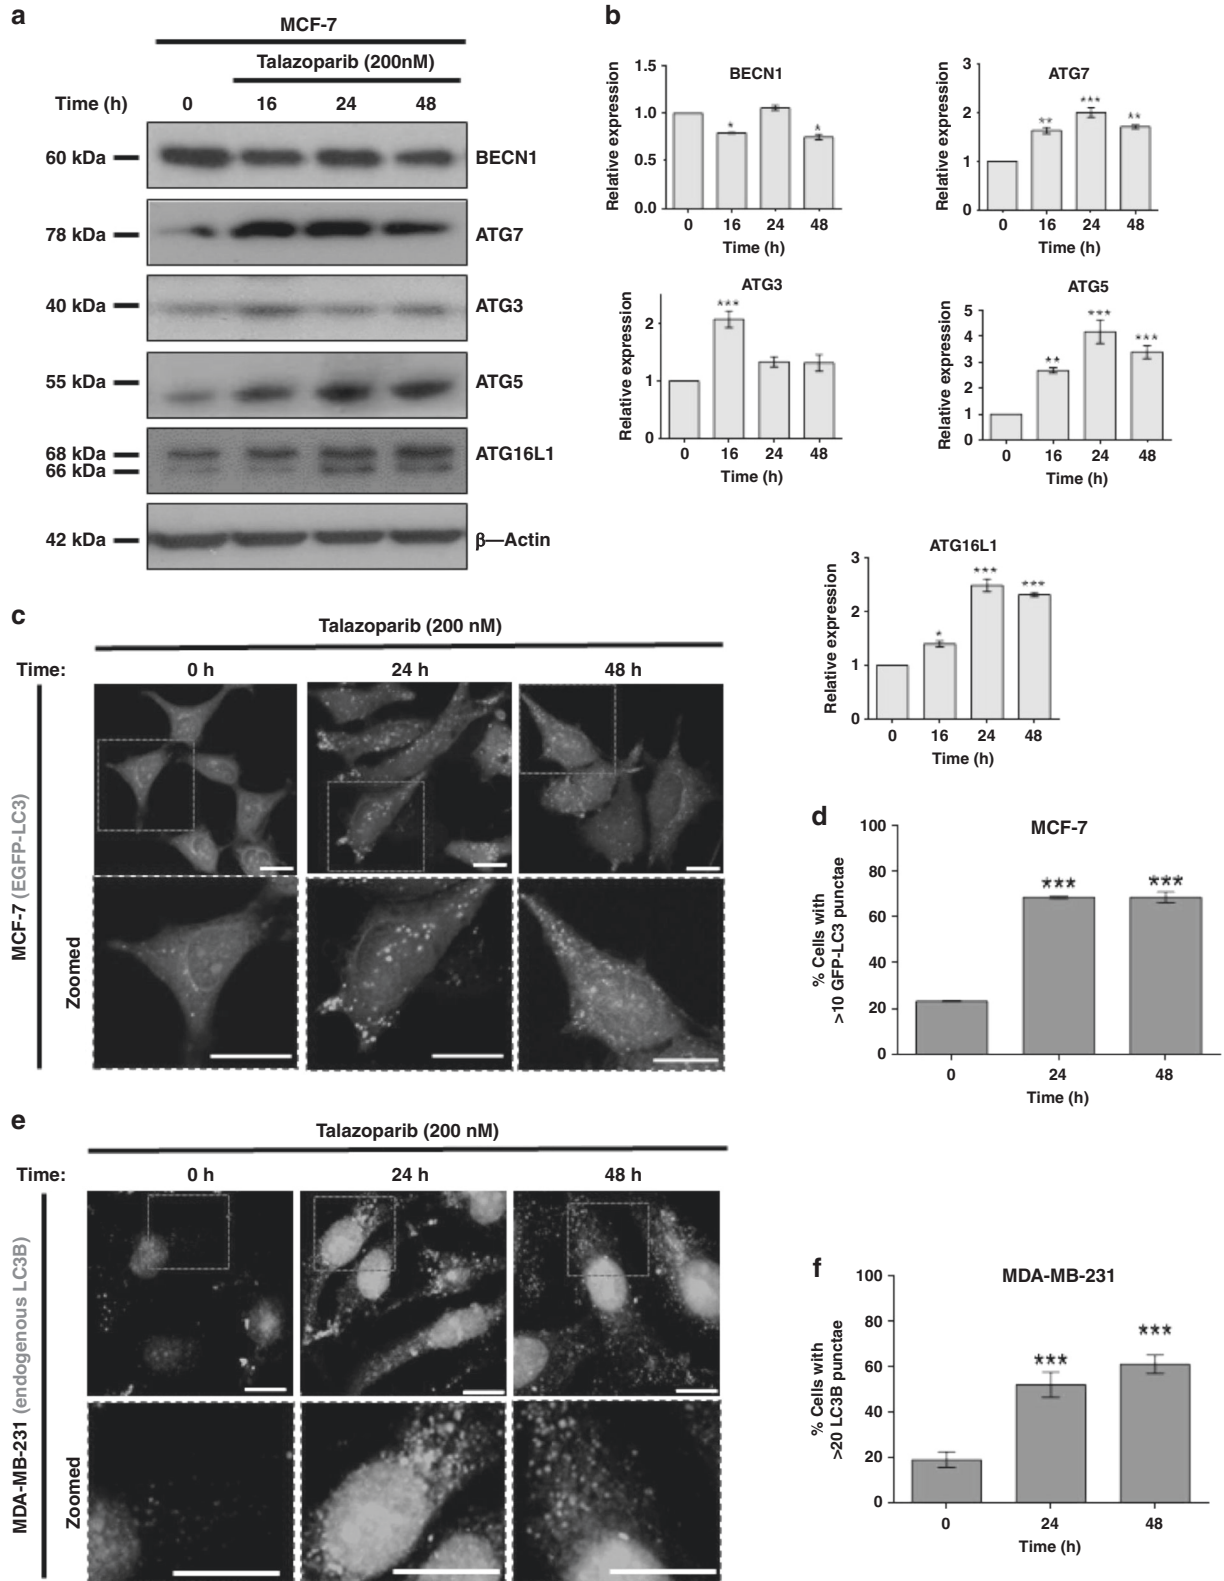 a
MCF-7
Talazoparib (200nM)
Time (h) 0 16 24 48
60 kDa BECN1
78 kDa ATG7
40 kDa ATG3
55 kDa ATG5
68 kDa ATG16L1
66 kDa
42 kDa β—Actin
b
BECN1
Relative expression
1.5
1.0
0.5
0.0
* *
0 16 24 48
Time (h)
ATG7
Relative expression
3
2
1
0
** *** **
0 16 24 48
Time (h)
ATG3
Relative expression
2
1
0
***
0 16 24 48
Time (h)
ATG5
Relative expression
5
4
3
2
1
0
** *** ***
0 16 24 48
Time (h)
ATG16L1
Relative expression
3
2
1
0
* *** ***
0 16 24 48
Time (h)
c
Talazoparib (200 nM)
Time: 0 h 24 h 48 h
MCF-7 (EGFP-LC3)
Zoomed
d
MCF-7
% Cells with
>10 GFP-LC3 punctae
100
80
60
40
20
0
*** ***
0 24 48
Time (h)
e
Talazoparib (200 nM)
Time: 0 h 24 h 48 h
MDA-MB-231 (endogenous LC3B)
Zoomed
f
MDA-MB-231
% Cells with
>20 LC3B punctae
100
80
60
40
20
0
*** ***
0 24 48
Time (h)